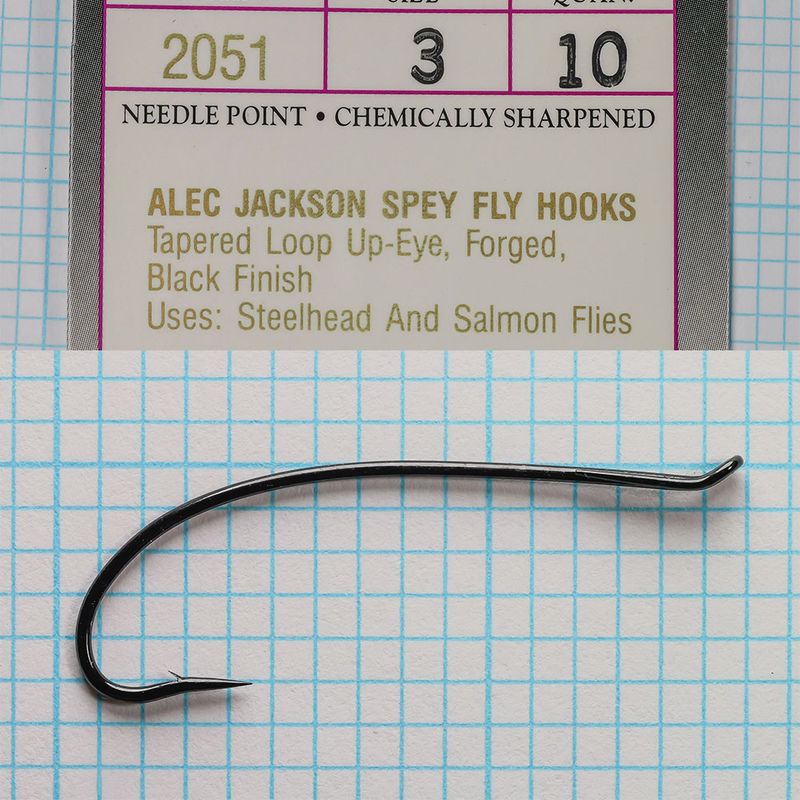 2051 3 10
NEEDLE POINT • CHEMICALLY SHARPENED
ALEC JACKSON SPEY FLY HOOKS
Tapered Loop Up-Eye, Forged,
Black Finish
Uses: Steelhead And Salmon Flies